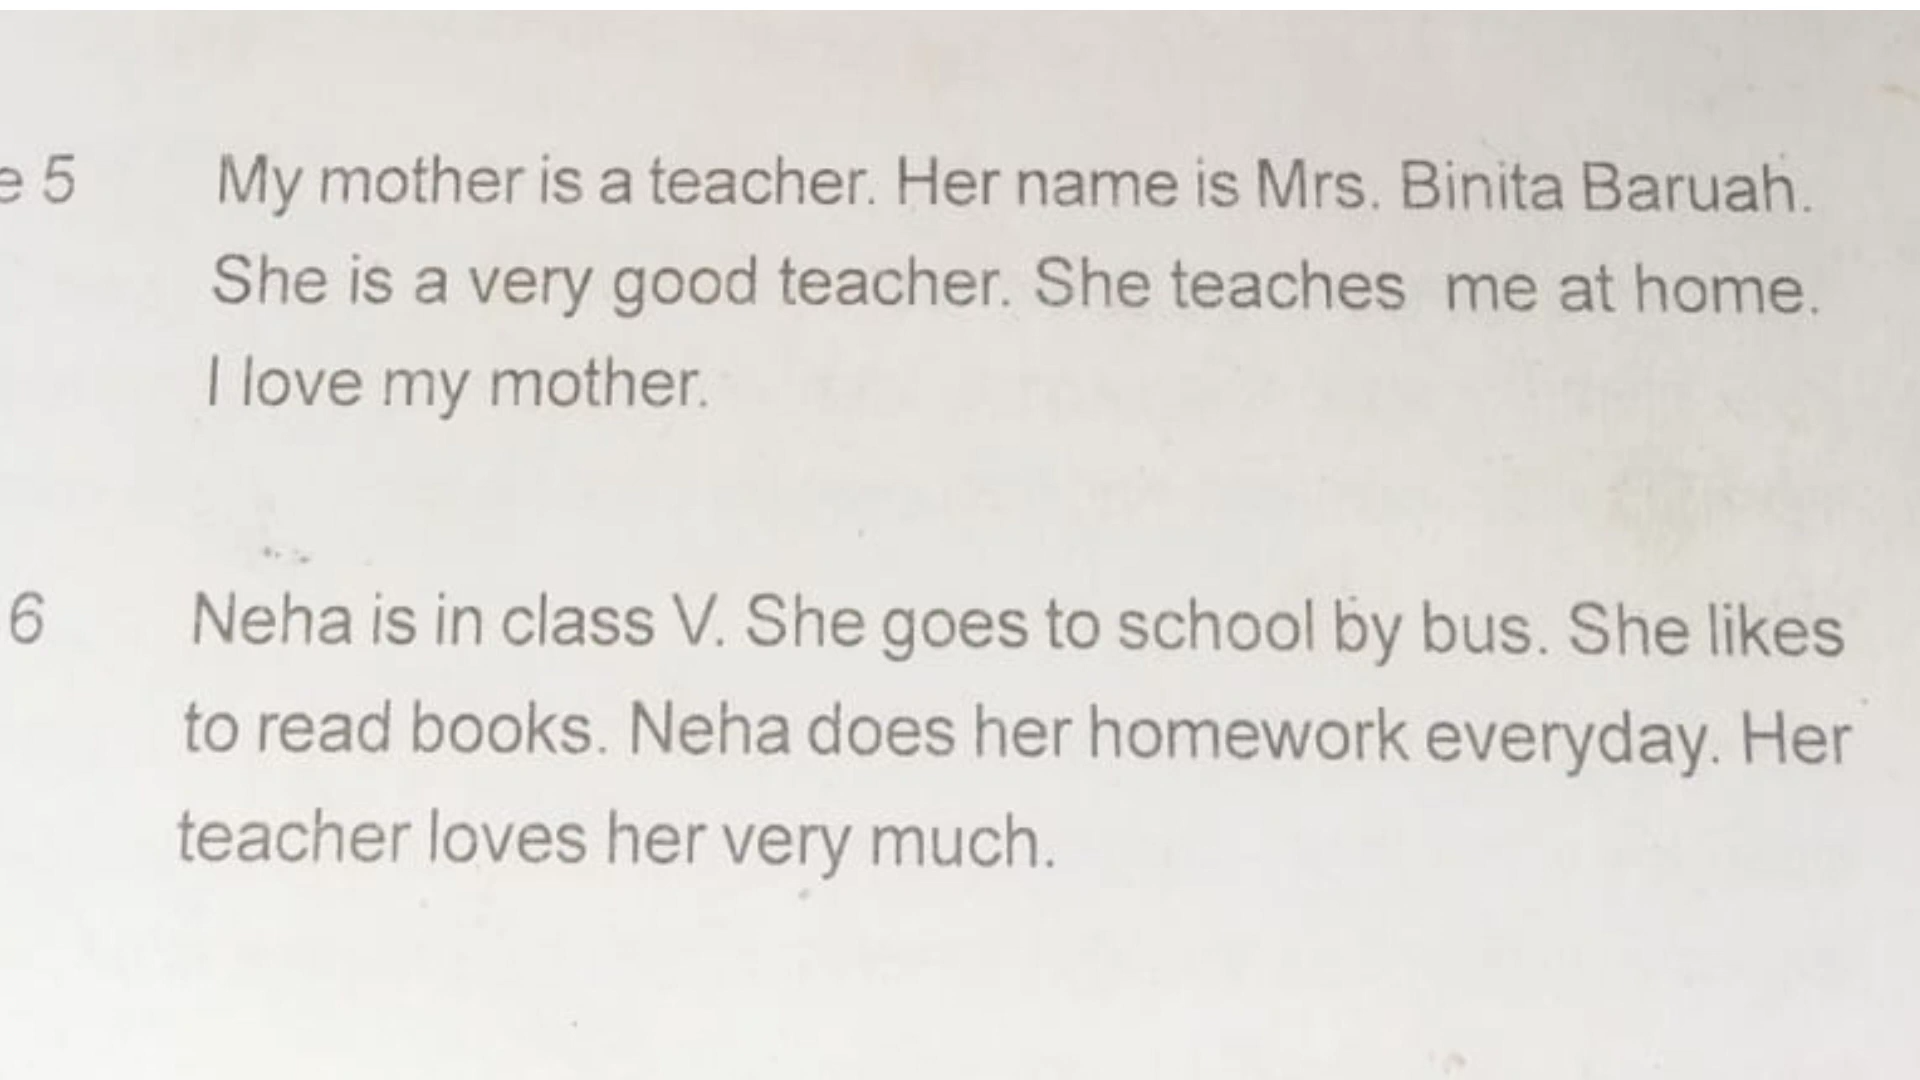 e 5 My mother is a teacher. Her name is Mrs. Binita Baruah.
She is a very good teacher. She teaches me at home.
I love my mother.
6 Neha is in class V. She goes to school by bus. She likes
to read books. Neha does her homework everyday. Her
teacher loves her very much.